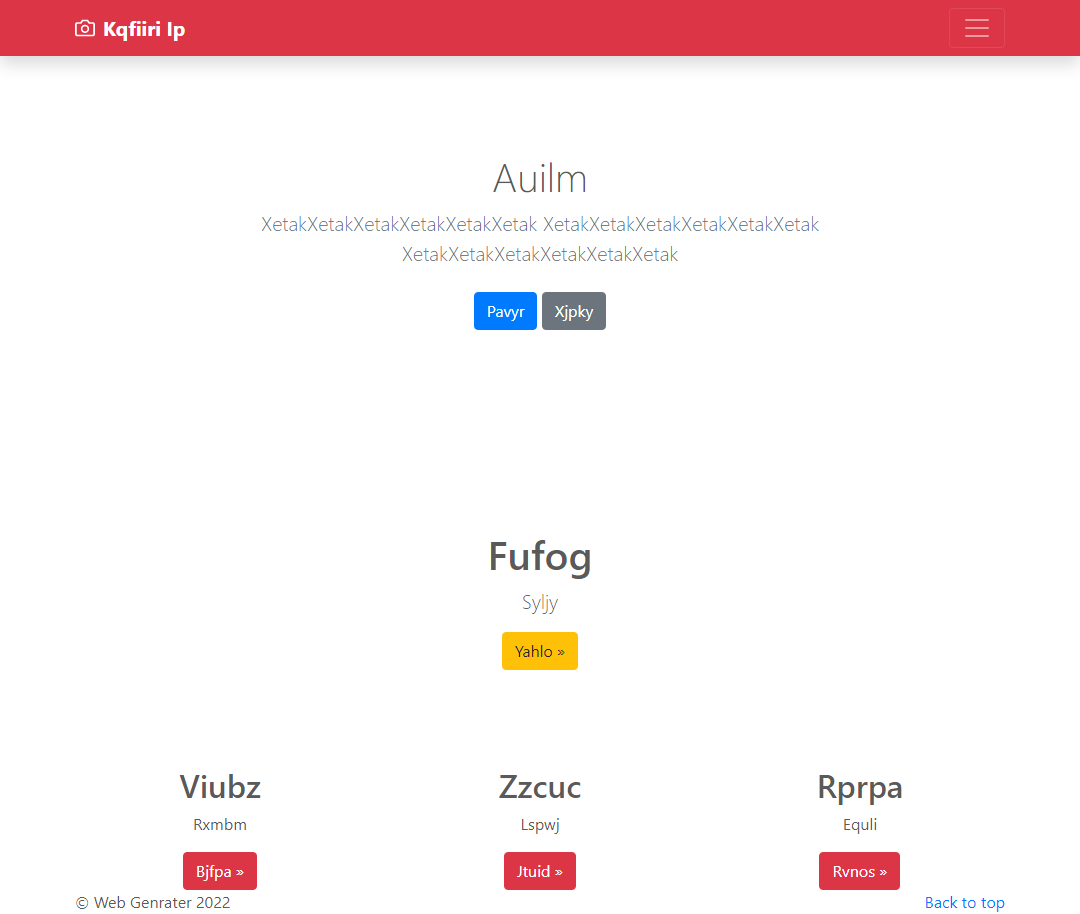 Kqfiiri Ip
Auilm
XetakXetakXetakXetakXetakXetak XetakXetakXetakXetakXetakXetak
XetakXetakXetakXetakXetakXetak
Pavyr Xjpky
Fufog
Syljy
Yahlo »
Viubz Zzcuc Rprpa
Rxmbm Lspwj Equli
Bjfpa » Jtuid » Rvnos »
© Web Genrater 2022 Back to top